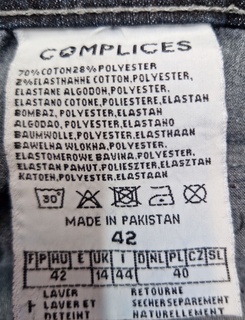 COMPLICES
70%COTON28%POLYESTER
2%ELASTHANNE COTTON,POLYESTER,
ELASTANE ALGODON,POLYESTER,
ELASTANO COTONE,POLIESTERE,ELASTAN
BOMBAZ, POLYESTER,ELASTAN
ALGODAO, POLYESTER,ELASTANO
BAUMWOLLE,POLYESTER,ELASTHAAN
BAWELNA WLOKNA,POLYESTER,
ELASTOMEROWE BAVLNA,POLYESTER,
ELASTAN PAMUT,POLIESZTER,ELASZTAN
KATOEN,POLYESTER,ELASTAAN
30°
MADE IN PAKISTAN
42
F P HU E UK I D NL PL CZ SL
42 14 44 40
LAVER RETOURNE
LAVER ET SECHER SEPAREMENT
DETEINT NATURELLEMENT